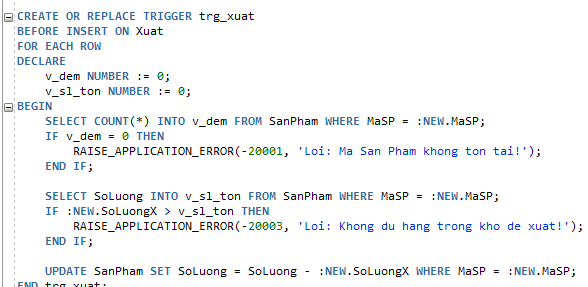 CREATE OR REPLACE TRIGGER trg_xuat
BEFORE INSERT ON Xuat
FOR EACH ROW
DECLARE
    v_dem NUMBER := 0;
    v_sl_ton NUMBER := 0;
BEGIN
    SELECT COUNT(*) INTO v_dem FROM SanPham WHERE MaSP = :NEW.MaSP;
    IF v_dem = 0 THEN
        RAISE_APPLICATION_ERROR(-20001, 'Loi: Ma San Pham khong ton tai!');
    END IF;

    SELECT SoLuong INTO v_sl_ton FROM SanPham WHERE MaSP = :NEW.MaSP;
    IF :NEW.SoLuongX > v_sl_ton THEN
        RAISE_APPLICATION_ERROR(-20003, 'Loi: Khong du hang trong kho de xuat!');
    END IF;

    UPDATE SanPham SET SoLuong = SoLuong - :NEW.SoLuongX WHERE MaSP = :NEW.MaSP;
END trg_xuat;